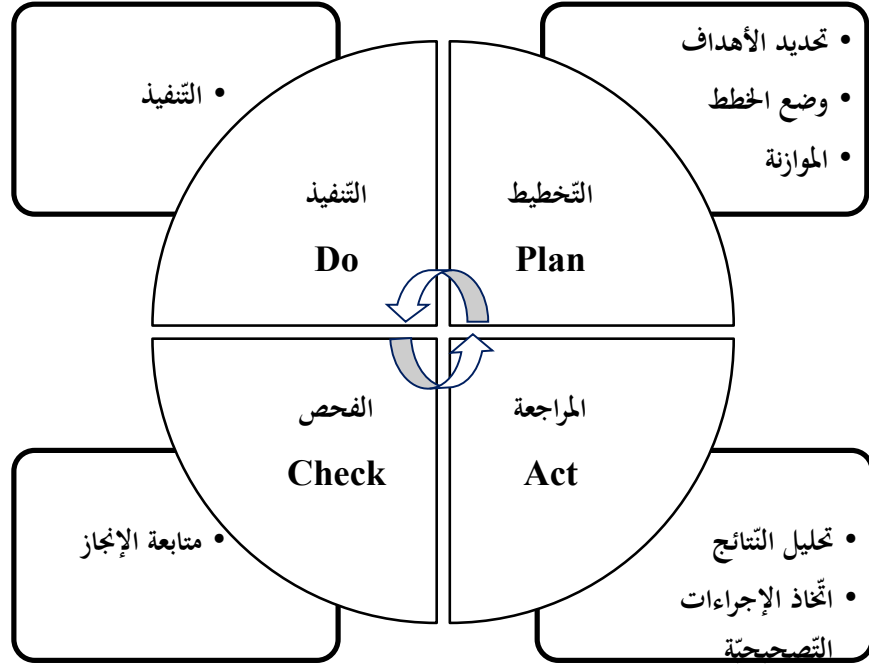 • تحديد الأهداف
• وضع الخطط
• الموازنة
• التّنفيذ
التّخطيط
Plan
التّنفيذ
Do
الفحص
Check
المراجعة
Act
• متابعة الإنجاز
• تحليل النّتائج
• اتّخاذ الإجراءات
التّصحيحيّة